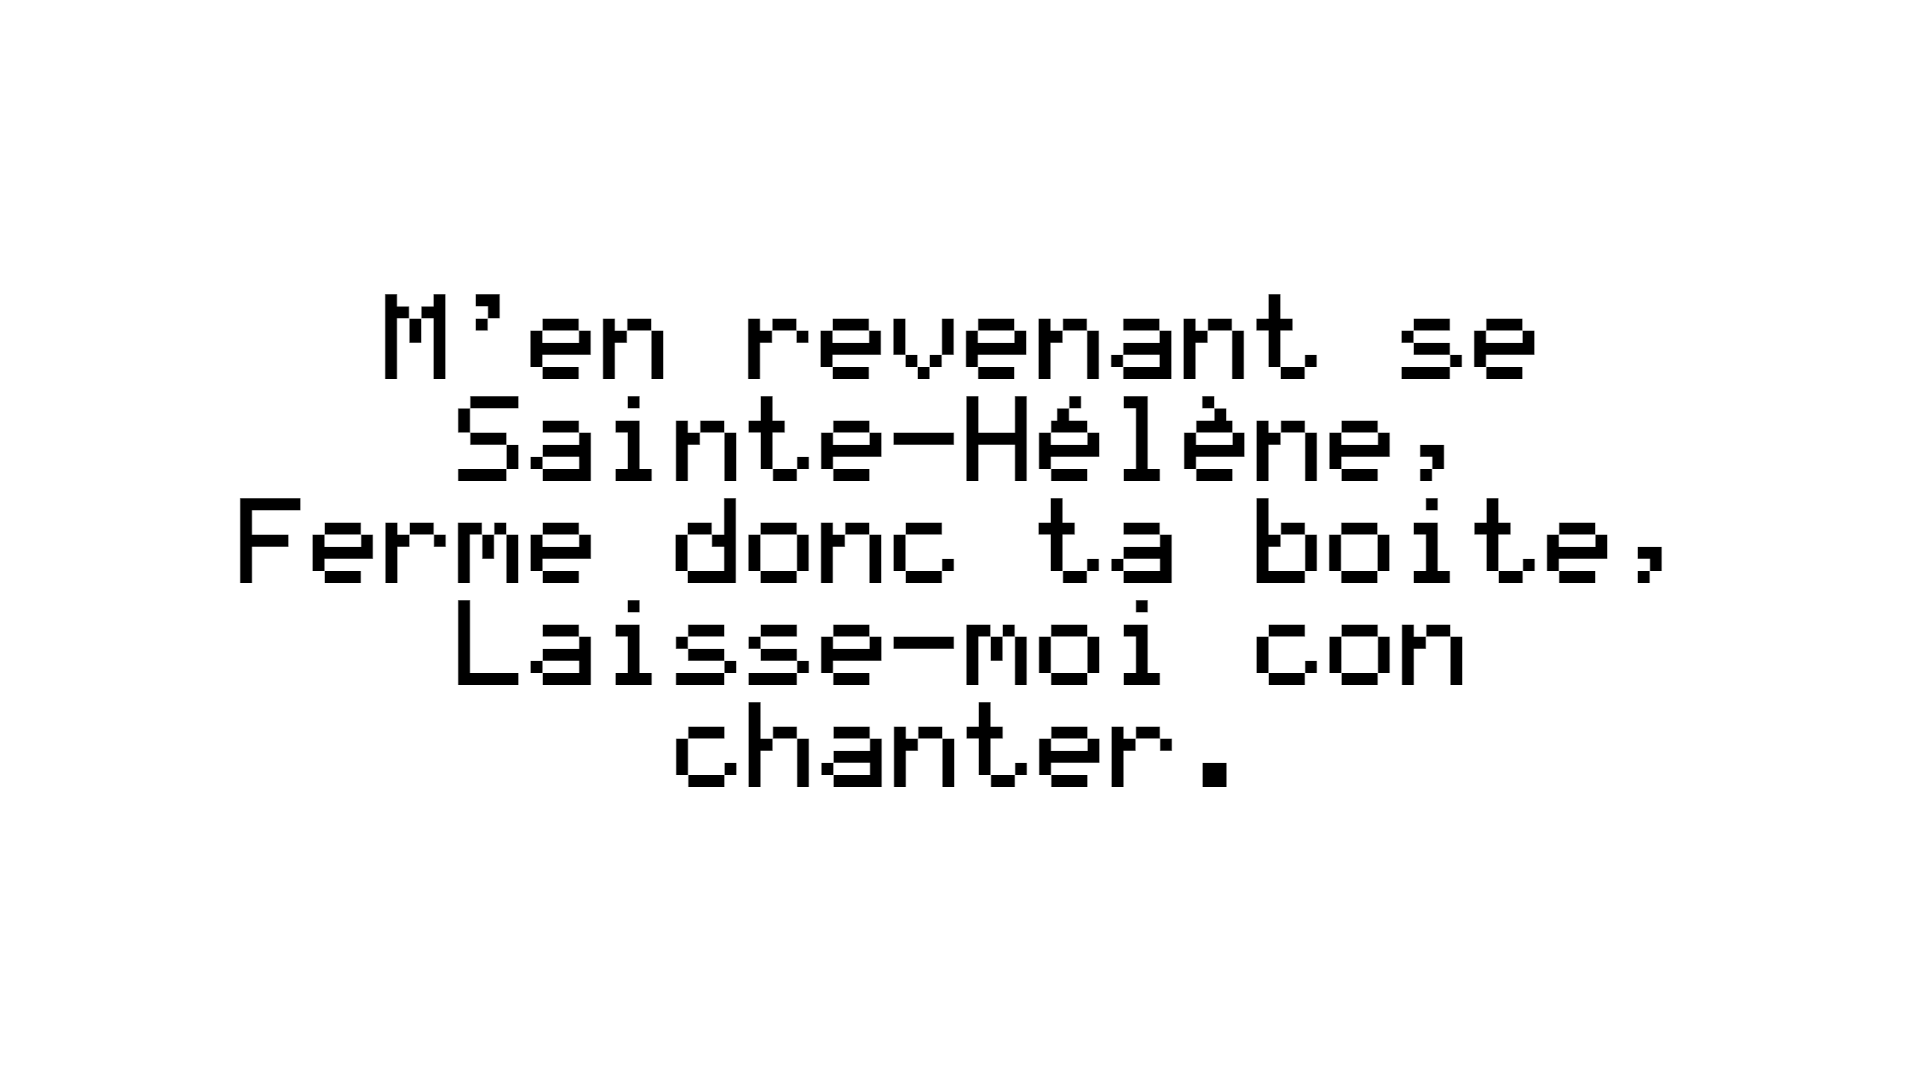 M'en revenant se
Sainte-Hélène,
Ferme donc ta boite,
Laisse-moi con
chanter.